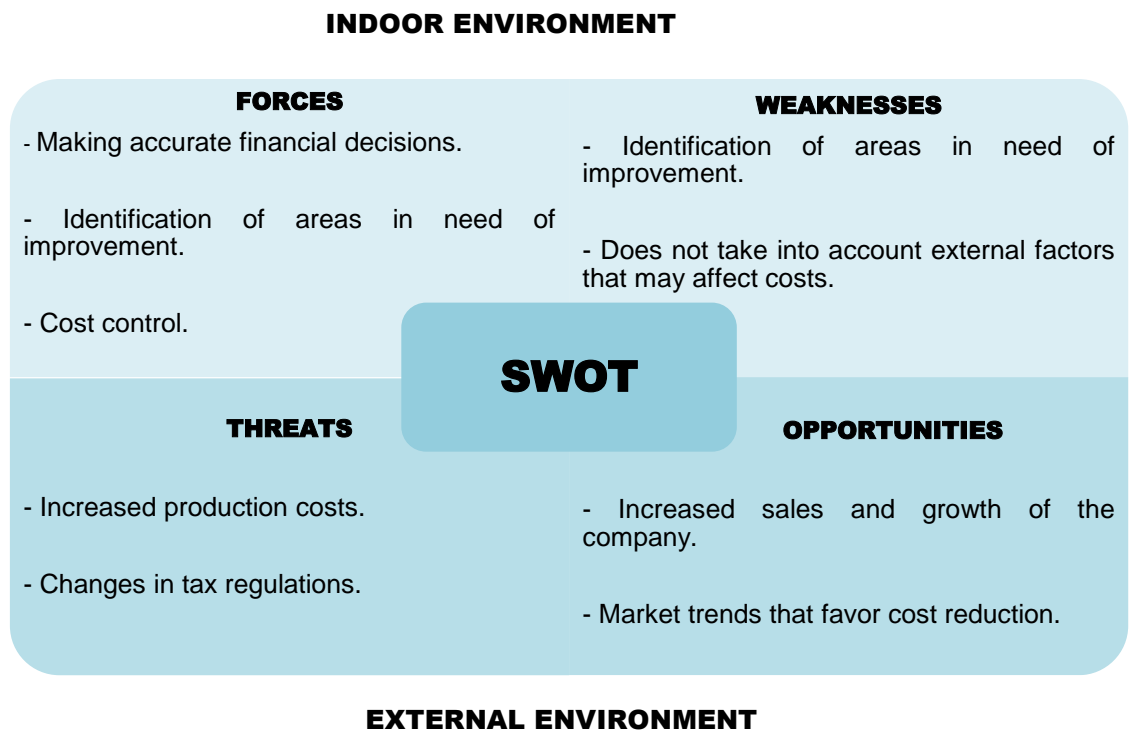 INDOOR ENVIRONMENT
FORCES
- Making accurate financial decisions.
- Identification of areas in need of
improvement.
- Cost control.
WEAKNESSES
- Identification of areas in need of
improvement.
- Does not take into account external factors
that may affect costs.
SWOT
THREATS
- Increased production costs.
- Changes in tax regulations.
OPPORTUNITIES
- Increased sales and growth of the
company.
- Market trends that favor cost reduction.
EXTERNAL ENVIRONMENT